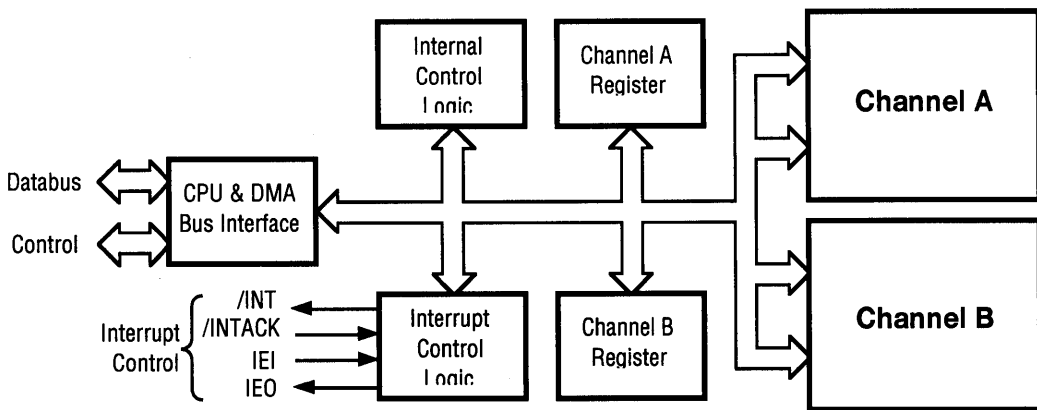 Internal
Control
Logic
Channel A
Register
Channel A
Databus
CPU & DMA
Bus Interface
Control
/INT
/INTACK
IEI
IEO
Interrupt
Control
Interrupt
Control
Logic
Channel B
Register
Channel B